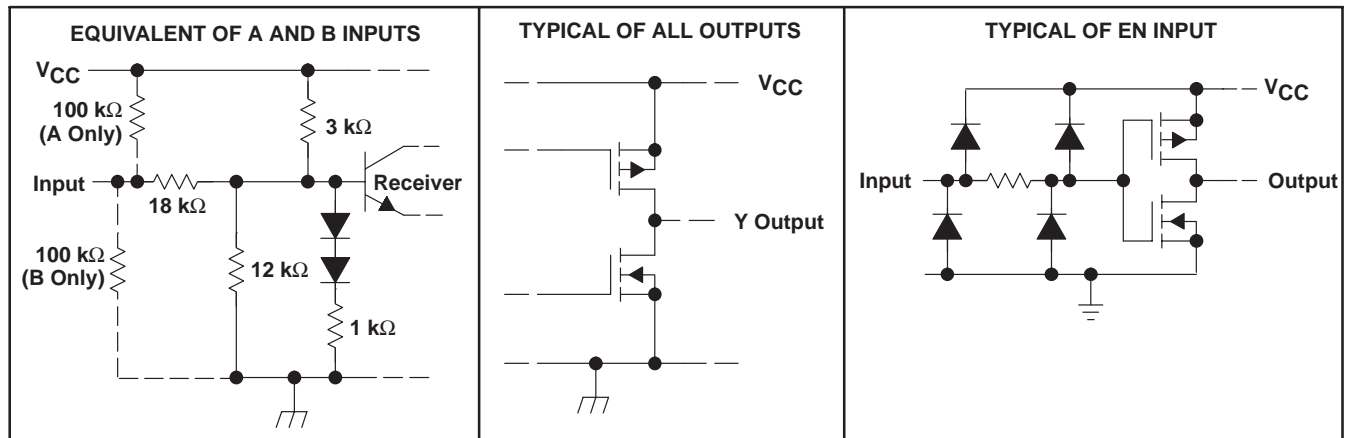 EQUIVALENT OF A AND B INPUTS
VCC
100 kΩ
(A Only)
3 kΩ
Input
18 kΩ
Receiver
100 kΩ
(B Only)
12 kΩ
1 kΩ
TYPICAL OF ALL OUTPUTS
VCC
Y Output
TYPICAL OF EN INPUT
VCC
Input
Output